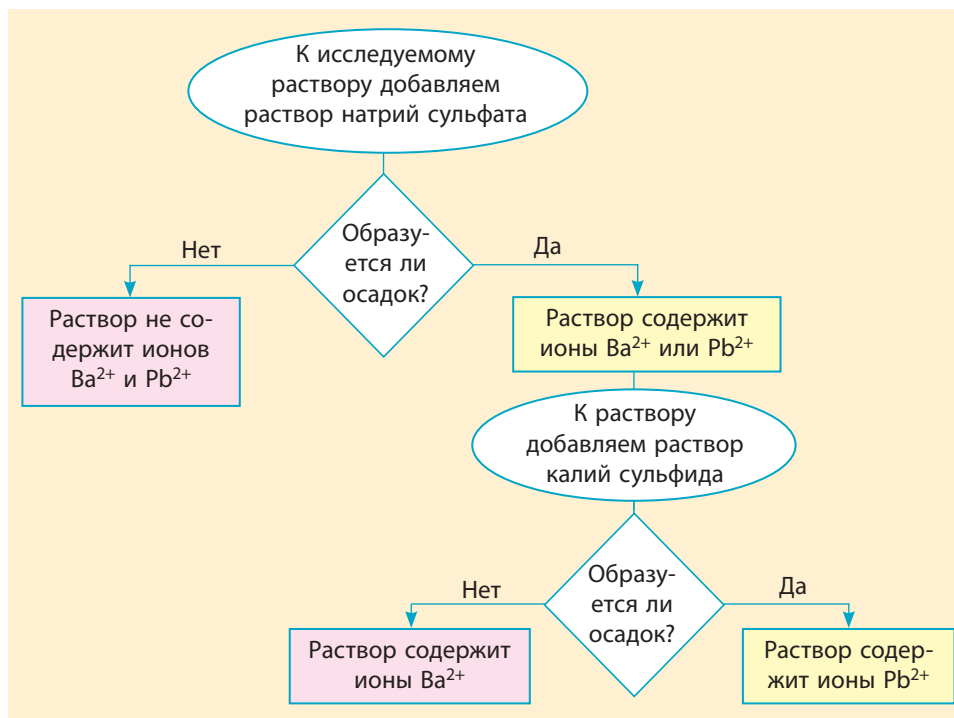 К исследуемому
раствору добавляем
раствор натрий сульфата
Образу-
ется ли
осадок?
Нет
Да
Раствор не со-
держит ионов
Ba²⁺ и Pb²⁺
Раствор содержит
ионы Ba²⁺ или Pb²⁺
К раствору
добавляем раствор
калий сульфида
Образу-
ется ли
осадок?
Нет
Да
Раствор содержит
ионы Ba²⁺
Раствор содер-
жит ионы Pb²⁺